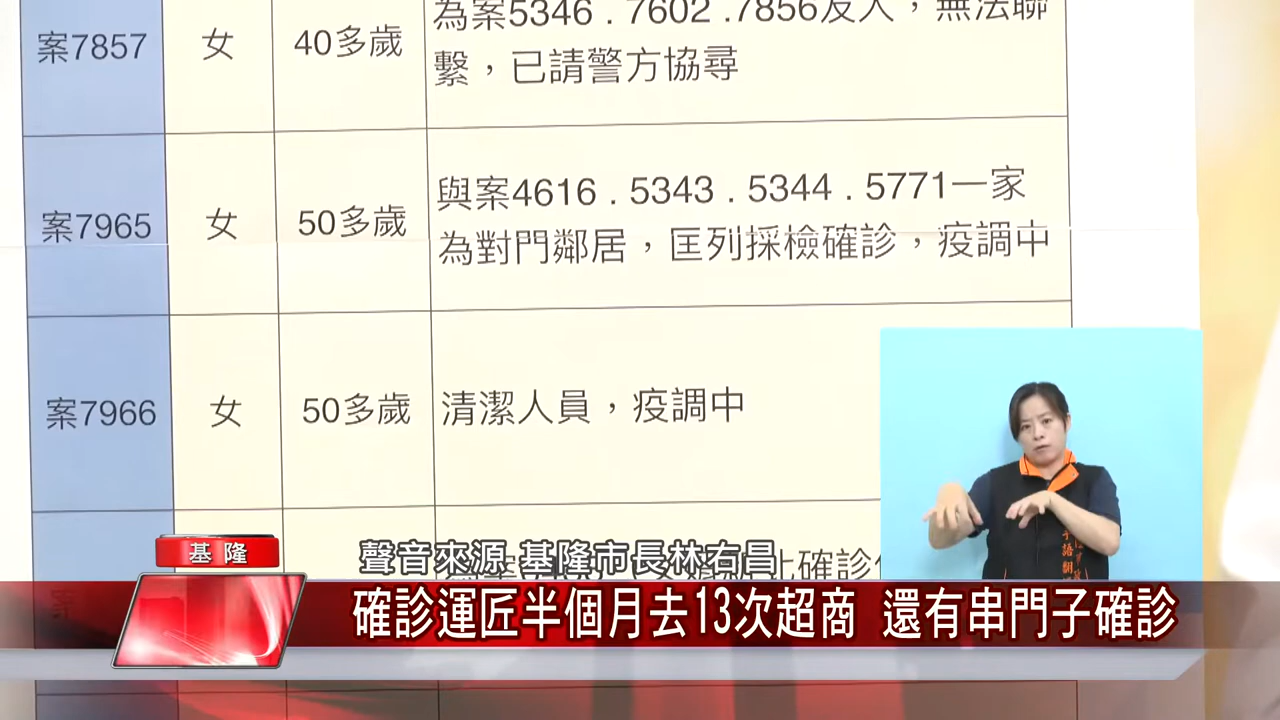 案7857 女 40多歲 為案5346 . 7602 .7856友人，無法聯
繫，已請警方協尋
案7965 女 50多歲 與案4616 . 5343 . 5344 . 5771一家
為對門鄰居，匡列採檢確診，疫調中
案7966 女 50多歲 清潔人員，疫調中
聲音來源 基隆市長林右昌
基隆
確診運匠半個月去13次超商 還有串門子確診